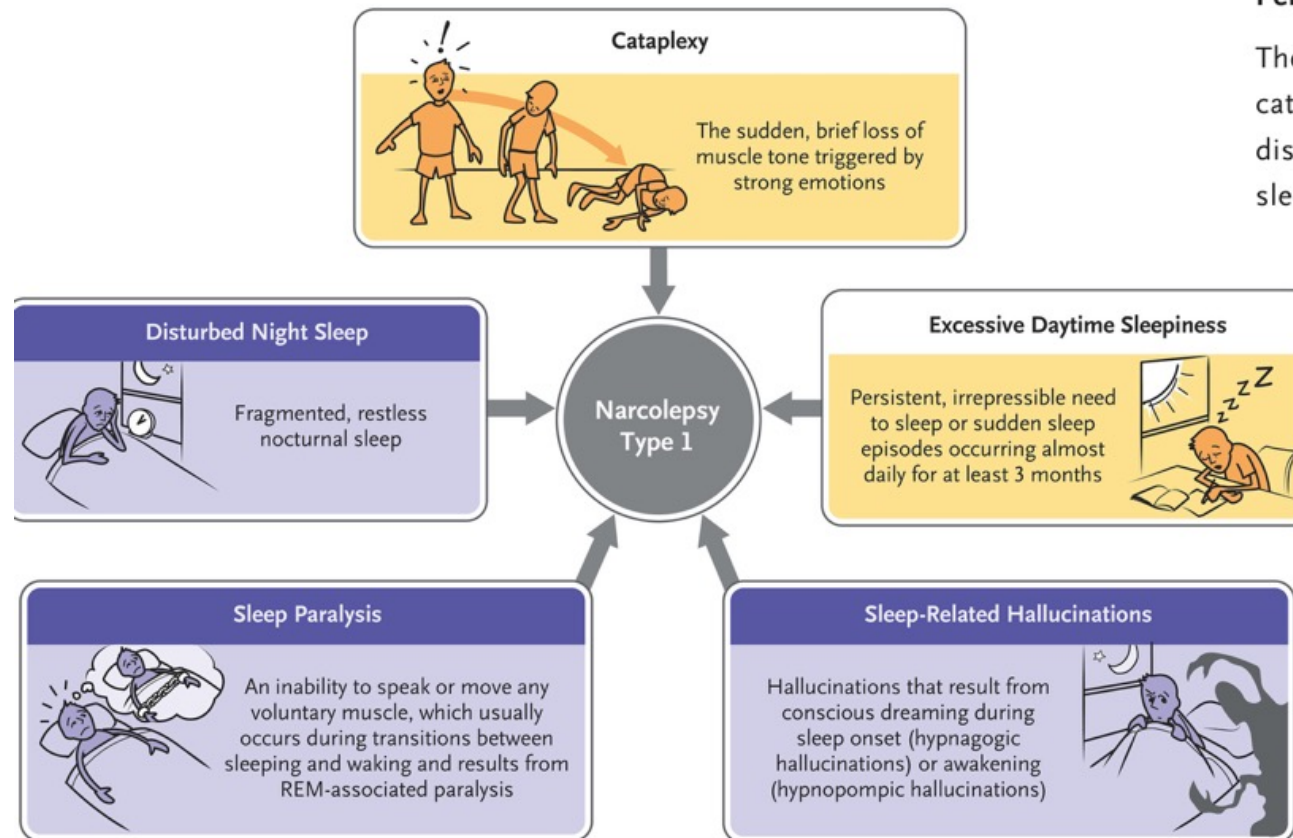 Cataplexy
The sudden, brief loss of
muscle tone triggered by
strong emotions
The
cat
dis
sle
Disturbed Night Sleep
Fragmented, restless
nocturnal sleep
Narcolepsy
Type 1
Excessive Daytime Sleepiness
Persistent, irrepressible need
to sleep or sudden sleep
episodes occurring almost
daily for at least 3 months
zzzZZ
Sleep Paralysis
An inability to speak or move any
voluntary muscle, which usually
occurs during transitions between
sleeping and waking and results from
REM-associated paralysis
Sleep-Related Hallucinations
Hallucinations that result from
conscious dreaming during
sleep onset (hypnagogic
hallucinations) or awakening
(hypnopompic hallucinations)